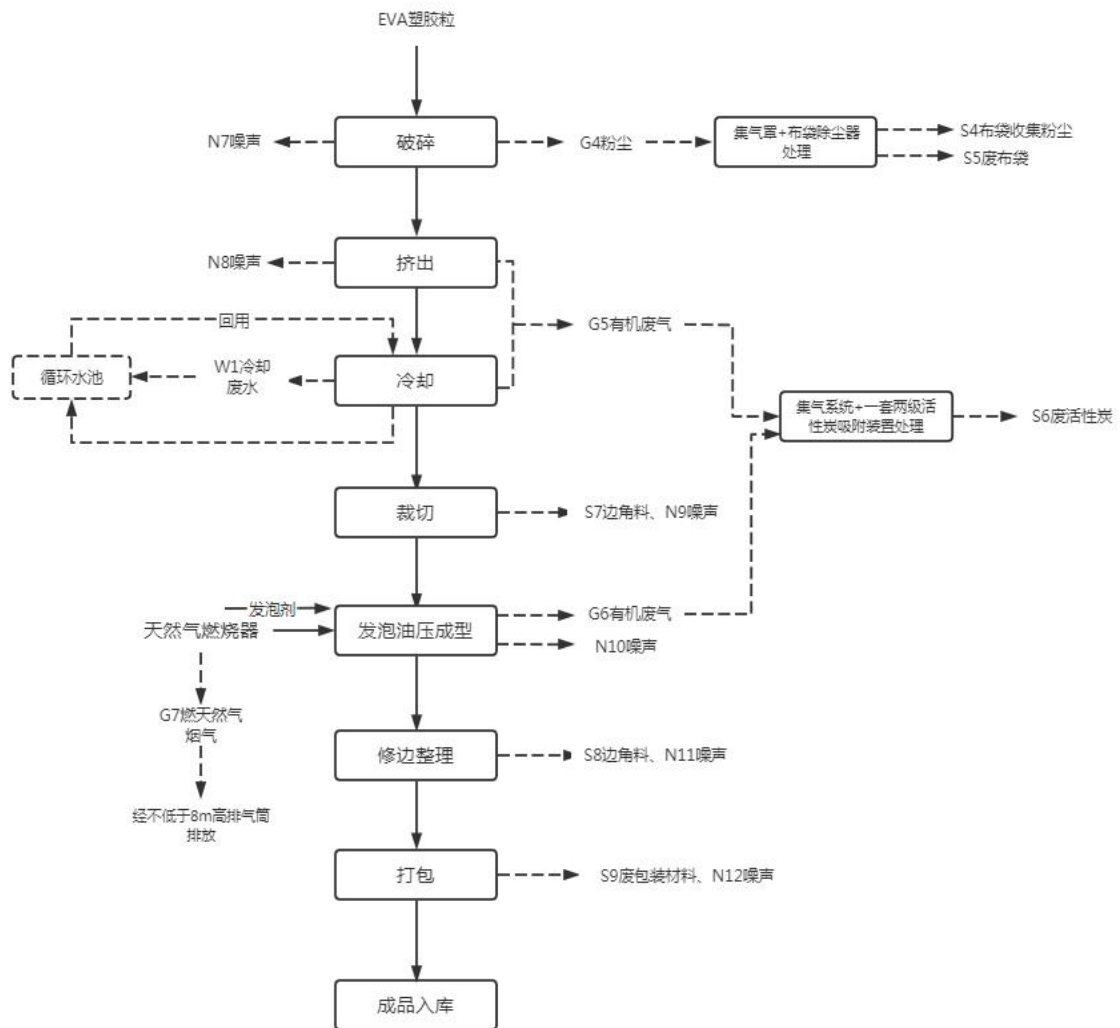 EVA塑胶粒
N7噪声
破碎
G4粉尘
集气罩+布袋除尘器
处理
S4布袋收集粉尘
S5废布袋
N8噪声
挤出
回用
G5有机废气
循环水池
W1冷却
废水
冷却
集气系统+一套两级活
性炭吸附装置处理
S6废活性炭
裁切
S7边角料、N9噪声
发泡剂
天然气燃烧器
发泡油压成型
G6有机废气
N10噪声
G7燃天然气
烟气
修边整理
S8边角料、N11噪声
经不低于8m高排气筒
排放
打包
S9废包装材料、N12噪声
成品入库